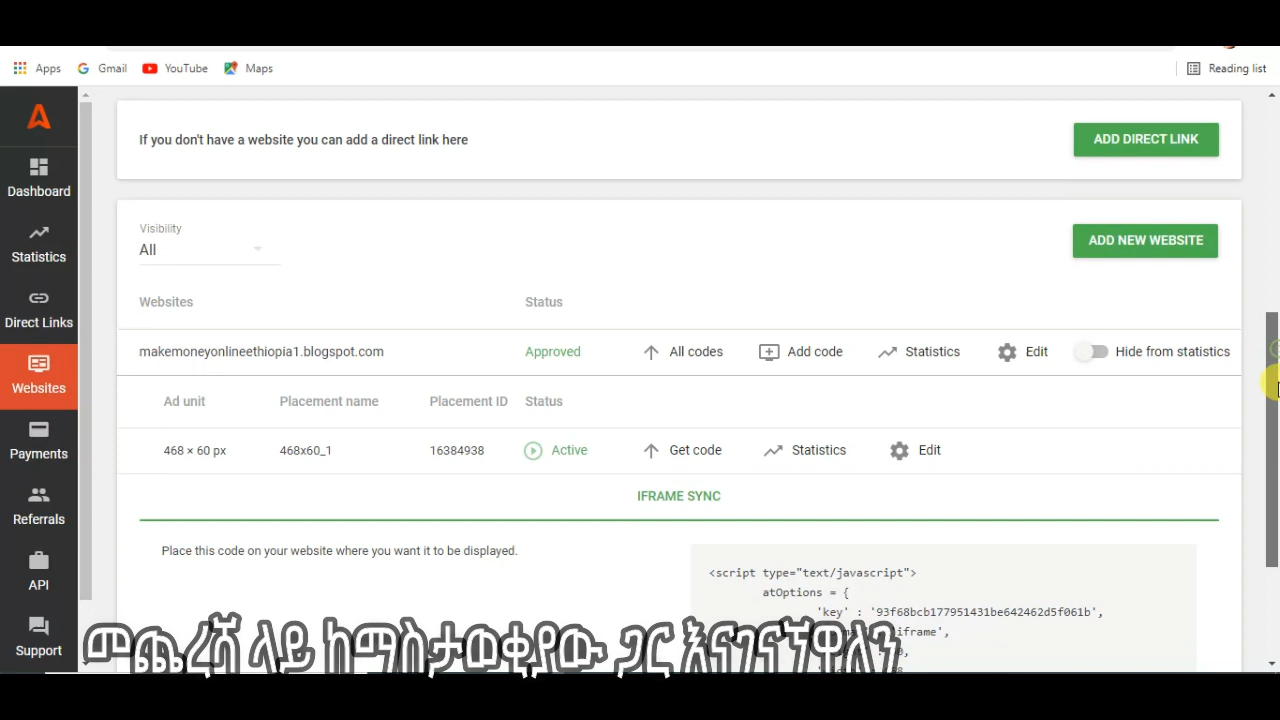 Apps Gmail YouTube Maps Reading list
If you don't have a website you can add a direct link here
ADD DIRECT LINK
Dashboard
Statistics
Direct Links
Websites
Payments
Referrals
API
Support
Visibility
All
ADD NEW WEBSITE
Websites Status
makemoneyonlineethiopia1.blogspot.com Approved All codes Add code Statistics Edit Hide from statistics
Ad unit Placement name Placement ID Status
468 × 60 px 468x60_1 16384938 Active Get code Statistics Edit
IFRAME SYNC
Place this code on your website where you want it to be displayed.
<script type="text/javascript">
atOptions = {
'key' : '93f68bcb177951431be642462d5f061b',
iframe',
መጨረሻ ላይ ከማስታወቂያው ጋር እናገናኘዋለን